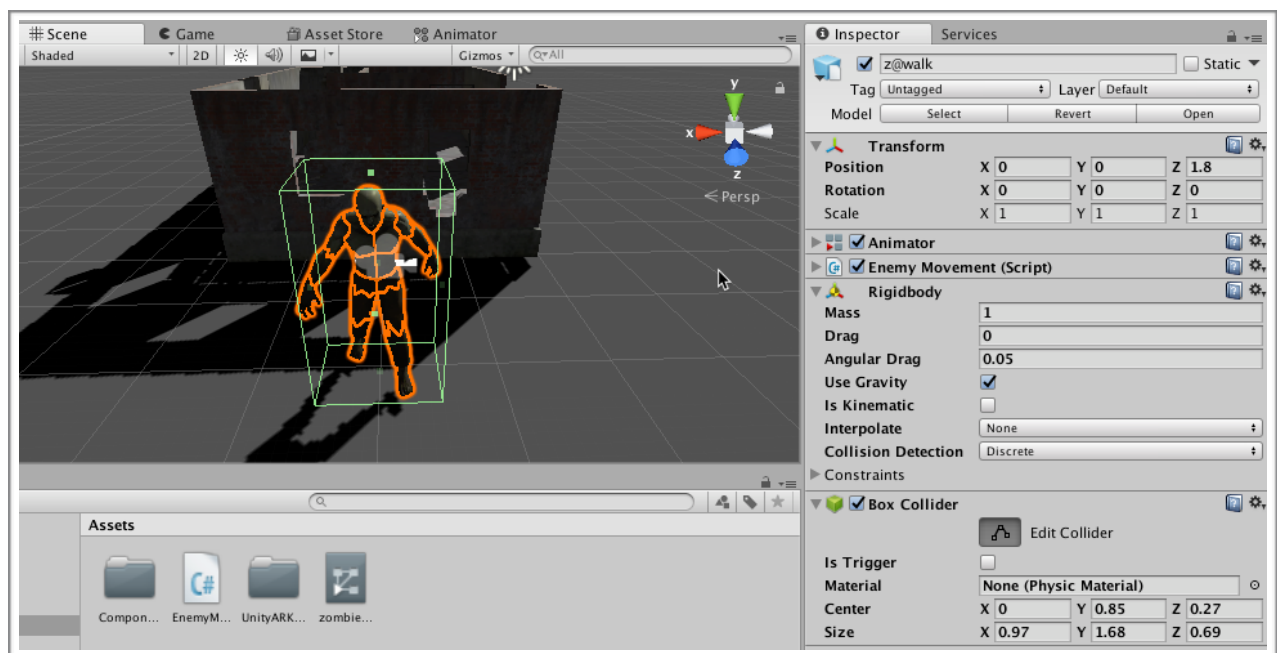 Scene Game Asset Store Animator
Shaded 2D Gizmos All
y
x
z
Persp
Assets
Compon... EnemyM... UnityARK... zombie...
C#
Inspector Services
z@walk Static
Tag Untagged Layer Default
Model Select Revert Open
Transform
Position X 0 Y 0 Z 1.8
Rotation X 0 Y 0 Z 0
Scale X 1 Y 1 Z 1
Animator
Enemy Movement (Script)
Rigidbody
Mass 1
Drag 0
Angular Drag 0.05
Use Gravity
Is Kinematic
Interpolate None
Collision Detection Discrete
Constraints
Box Collider
Edit Collider
Is Trigger
Material None (Physic Material)
Center X 0 Y 0.85 Z 0.27
Size X 0.97 Y 1.68 Z 0.69